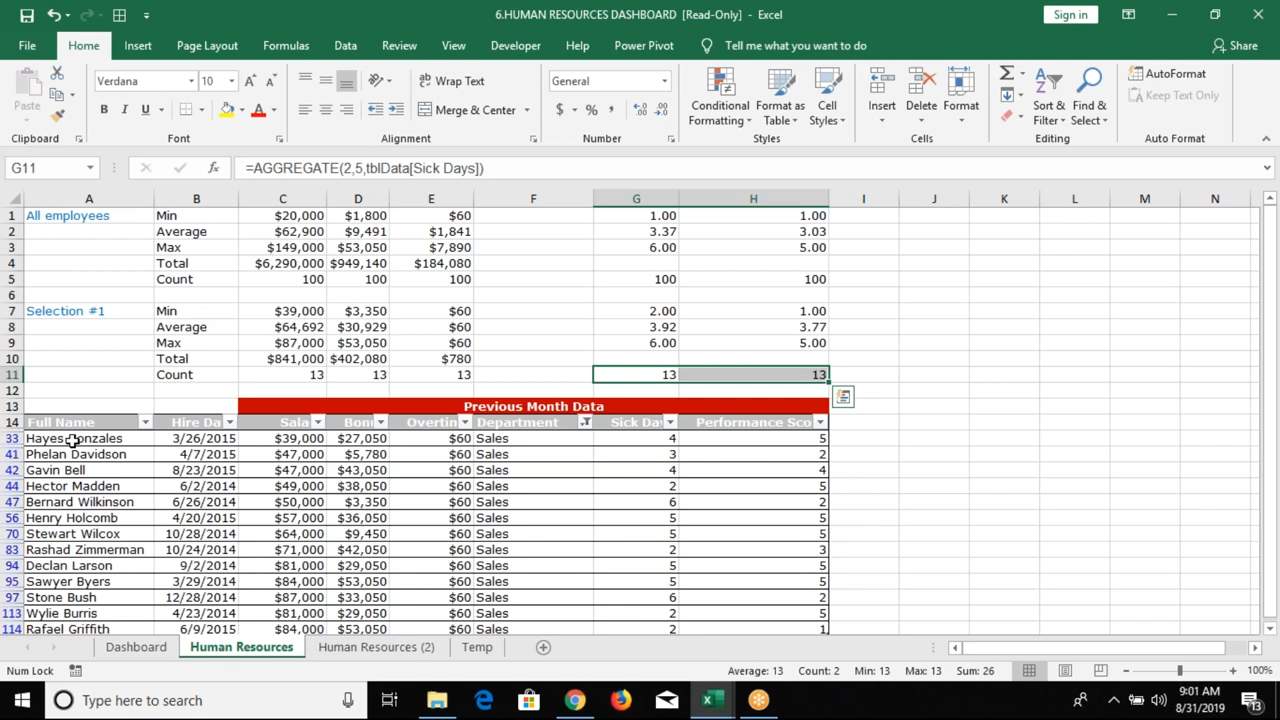 6.HUMAN RESOURCES DASHBOARD [Read-Only] - Excel
Sign in
File Home Insert Page Layout Formulas Data Review View Developer Help Power Pivot Tell me what you want to do Share
Verdana 10 Wrap Text General AutoFormat
Paste B I U Merge & Center $ % , Conditional Formatting Format as Table Cell Styles Insert Delete Format Sort & Filter Find & Select Keep Text Only
Clipboard Font Alignment Number Styles Cells Editing Auto Format
G11 fx =AGGREGATE(2,5,tblData[Sick Days])
A B C D E F G H I J K L M N
1 All employees Min $20,000 $1,800 $60 1.00 1.00
2 Average $62,900 $9,491 $1,841 3.37 3.03
3 Max $149,000 $53,050 $7,890 6.00 5.00
4 Total $6,290,000 $949,140 $184,080
5 Count 100 100 100 100 100
6
7 Selection #1 Min $39,000 $3,350 $60 2.00 1.00
8 Average $64,692 $30,929 $60 3.92 3.77
9 Max $87,000 $53,050 $60 6.00 5.00
10 Total $841,000 $402,080 $780
11 Count 13 13 13 13 13
12
13 Previous Month Data
14 Full Name Hire Da Sala Bon Overtin Department Sick Da Performance Sco
33 Hayes Gonzales 3/26/2015 $39,000 $27,050 $60 Sales 4 5
41 Phelan Davidson 4/7/2015 $47,000 $5,780 $60 Sales 3 2
42 Gavin Bell 8/23/2015 $47,000 $43,050 $60 Sales 4 4
44 Hector Madden 6/2/2014 $49,000 $38,050 $60 Sales 2 5
47 Bernard Wilkinson 6/26/2014 $50,000 $3,350 $60 Sales 6 2
56 Henry Holcomb 4/20/2015 $57,000 $36,050 $60 Sales 5 5
70 Stewart Wilcox 10/28/2014 $64,000 $9,450 $60 Sales 5 5
83 Rashad Zimmerman 10/24/2014 $71,000 $42,050 $60 Sales 2 3
94 Declan Larson 9/2/2014 $81,000 $29,050 $60 Sales 5 5
95 Sawyer Byers 3/29/2014 $84,000 $53,050 $60 Sales 5 5
97 Stone Bush 12/28/2014 $87,000 $33,050 $60 Sales 6 2
113 Wylie Burris 4/23/2014 $81,000 $29,050 $60 Sales 2 5
114 Rafael Griffith 6/9/2015 $84,000 $53,050 $60 Sales 2 1
Dashboard Human Resources Human Resources (2) Temp
Num Lock Average: 13 Count: 2 Min: 13 Max: 13 Sum: 26 100%
Type here to search
9:01 AM
8/31/2019
13